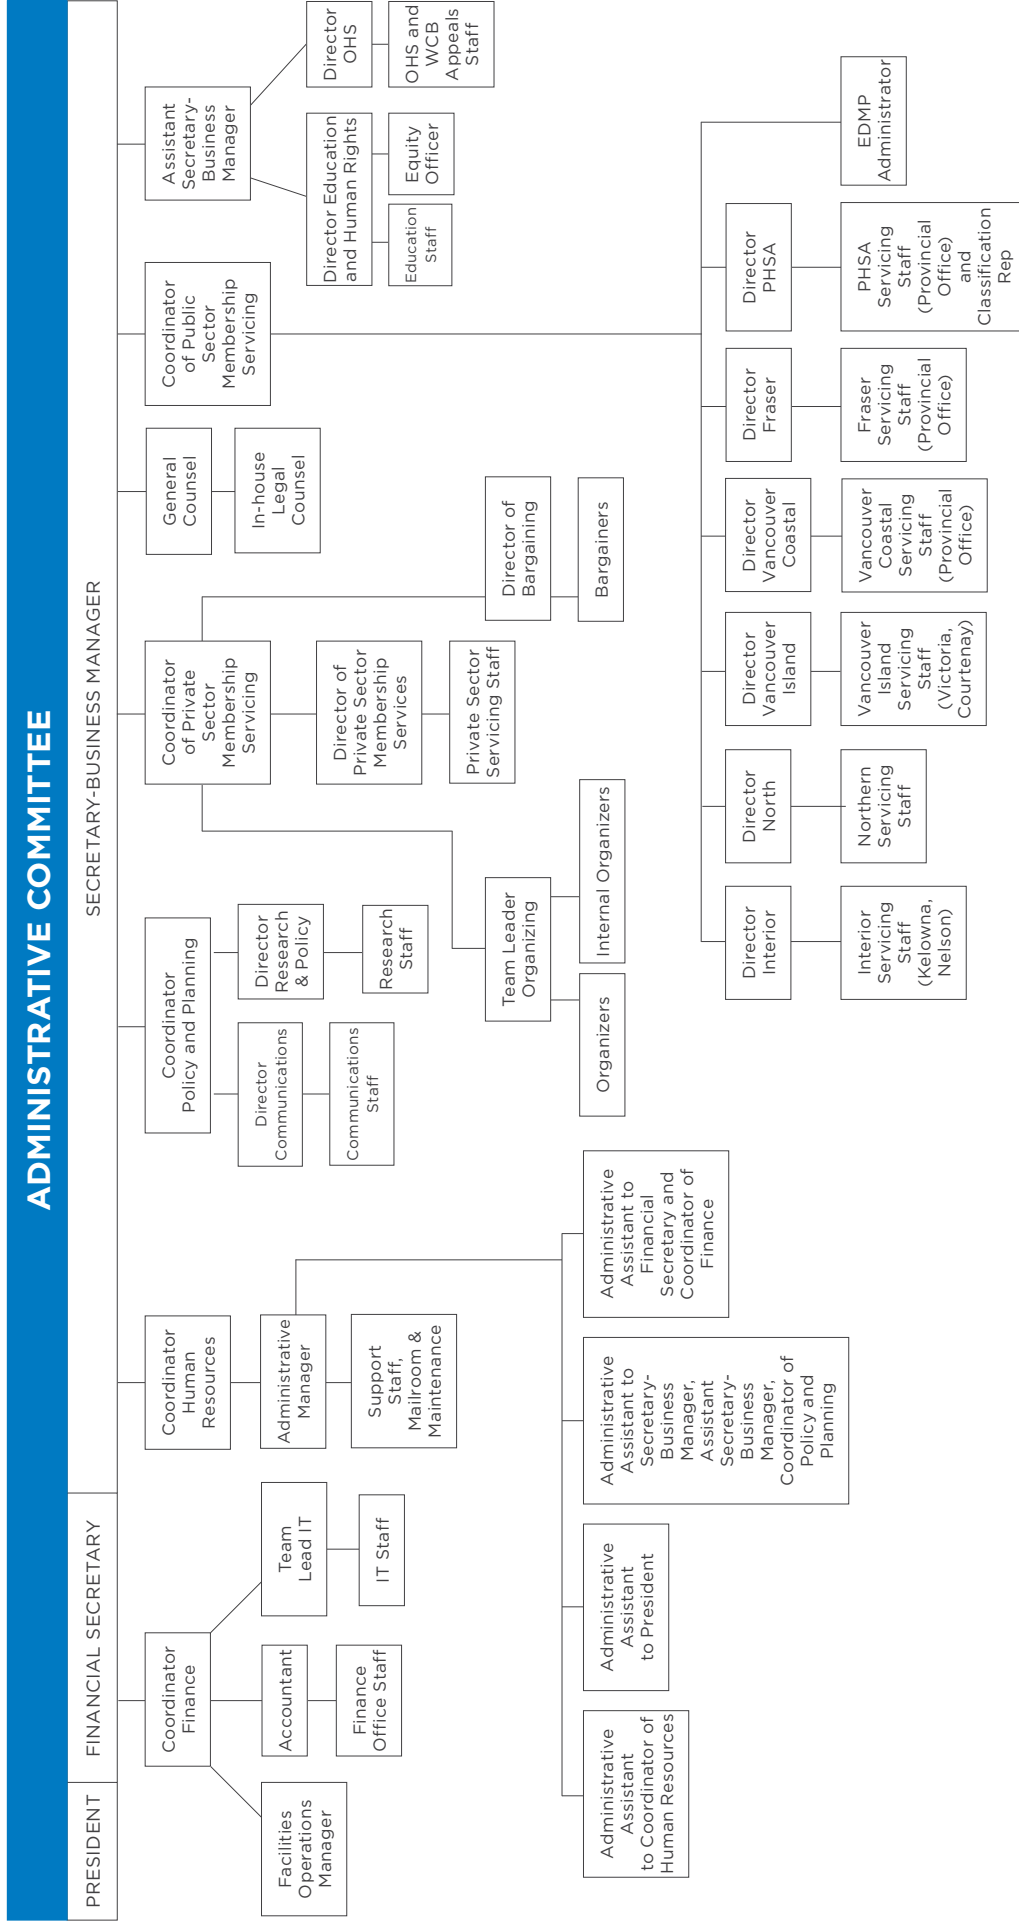 ADMINISTRATIVE COMMITTEE
PRESIDENT
FINANCIAL SECRETARY
SECRETARY-BUSINESS MANAGER
Coordinator
Finance
Facilities
Operations
Manager
Accountant
Finance
Office Staff
Team
Lead IT
IT Staff
Coordinator
Human
Resources
Administrative
Manager
Support
Staff,
Mailroom &
Maintenance
Administrative
Assistant
to Coordinator of
Human Resources
Administrative
Assistant
to President
Administrative
Assistant to
Secretary-
Business
Manager,
Assistant
Secretary-
Business
Manager,
Coordinator of
Policy and
Planning
Administrative
Assistant to
Financial
Secretary and
Coordinator of
Finance
Coordinator
Policy and Planning
Director
Communications
Communications
Staff
Director
Research
& Policy
Research
Staff
Coordinator
of Private
Sector
Membership
Servicing
Team Leader
Organizing
Organizers
Internal Organizers
Director of
Private Sector
Membership
Services
Private Sector
Servicing Staff
Director of
Bargaining
Bargainers
General
Counsel
In-house
Legal
Counsel
Coordinator
of Public
Sector
Membership
Servicing
Director
Interior
Interior
Servicing
Staff
(Kelowna,
Nelson)
Director
North
Northern
Servicing
Staff
Director
Vancouver
Island
Vancouver
Island
Servicing
Staff
(Victoria,
Courtenay)
Director
Vancouver
Coastal
Vancouver
Coastal
Servicing
Staff
(Provincial
Office)
Director
Fraser
Fraser
Servicing
Staff
(Provincial
Office)
Director
PHSA
PHSA
Servicing
Staff
(Provincial
Office)
and
Classification
Rep
EDMP
Administrator
Assistant
Secretary-
Business
Manager
Director Education
and Human Rights
Education
Staff
Equity
Officer
Director
OHS
OHS and
WCB
Appeals
Staff